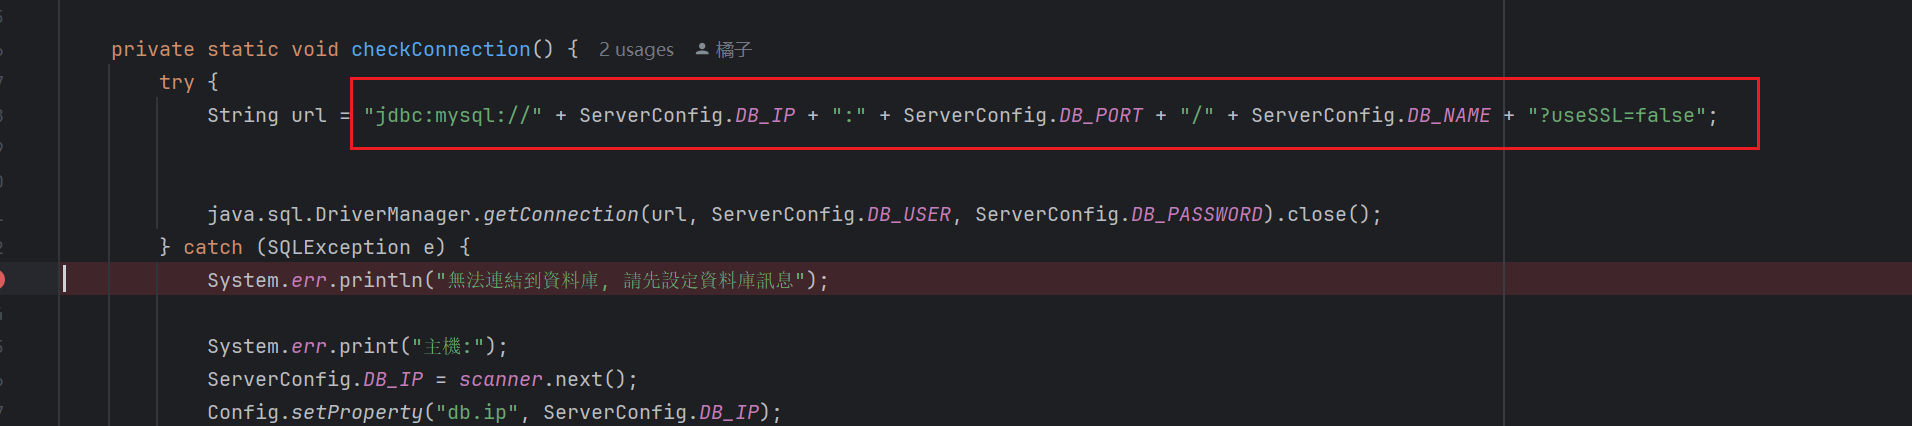 private static void checkConnection() { 2 usages 橘子
try {
String url = "jdbc:mysql://" + ServerConfig.DB_IP + ":" + ServerConfig.DB_PORT + "/" + ServerConfig.DB_NAME + "?useSSL=false";
java.sql.DriverManager.getConnection(url, ServerConfig.DB_USER, ServerConfig.DB_PASSWORD).close();
} catch (SQLException e) {
System.err.println("無法連結到資料庫, 請先設定資料庫訊息");
System.err.print("主機:");
ServerConfig.DB_IP = scanner.next();
Config.setProperty("db.ip", ServerConfig.DB_IP);